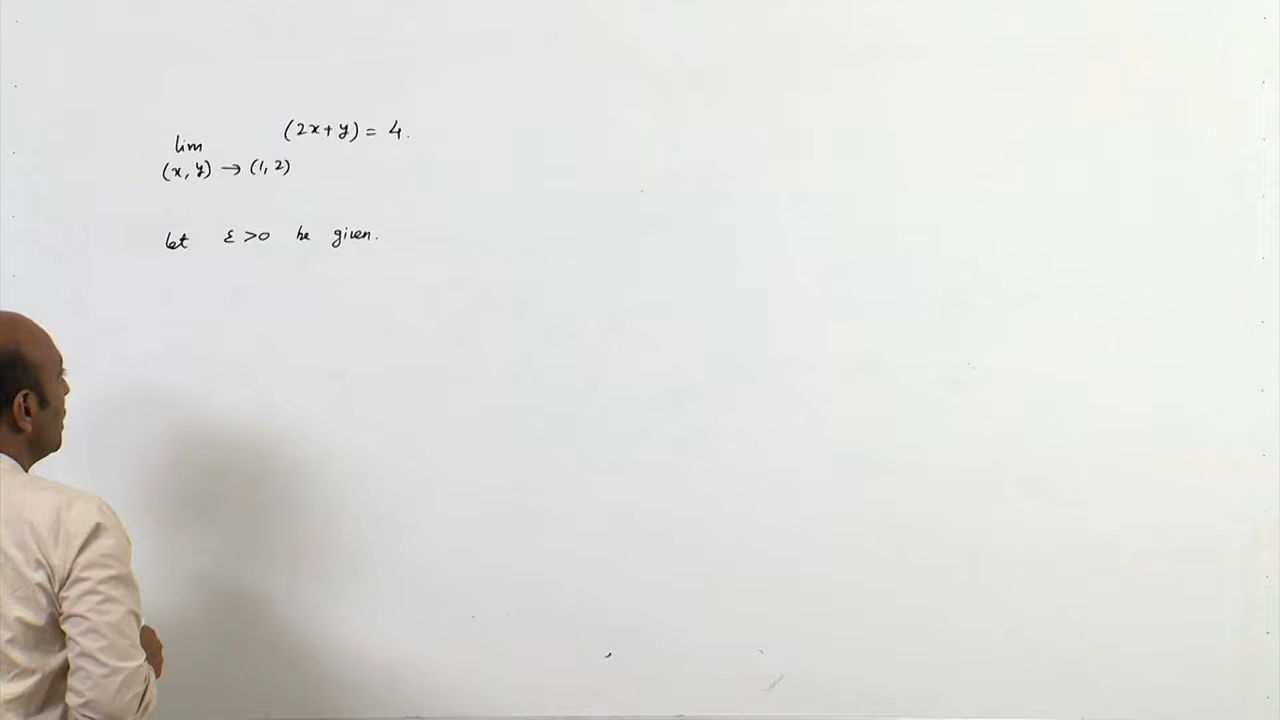 lim (2x+y) = 4.
(x, y) → (1, 2)
let ε >0 be given.